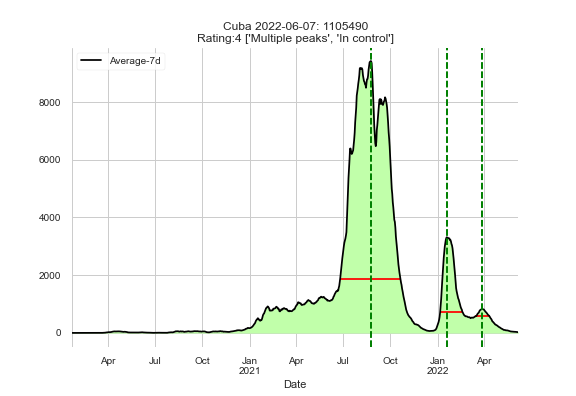 Cuba 2022-06-07: 1105490
Rating:4 ['Multiple peaks', 'In control']
Average-7d
8000
6000
4000
2000
0
Apr Jul Oct Jan Apr Jul Oct Jan Apr
2021 2022
Date